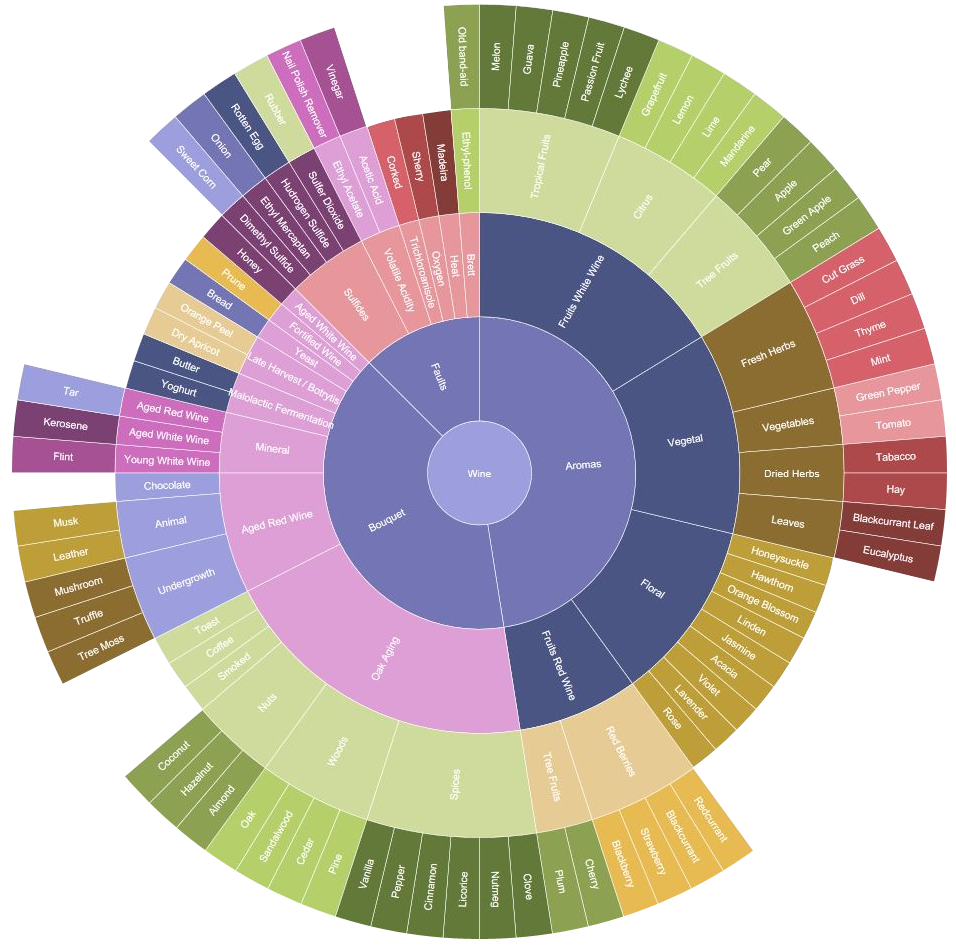 Wine
Aromas
Fruits White Wine
Tropical Fruits
Melon
Guava
Pineapple
Passion Fruit
Lychee
Citrus
Grapefruit
Lemon
Lime
Mandarine
Tree Fruits
Pear
Apple
Green Apple
Peach
Vegetal
Fresh Herbs
Cut Grass
Dill
Thyme
Mint
Vegetables
Green Pepper
Tomato
Dried Herbs
Tabacco
Hay
Leaves
Blackcurrant Leaf
Eucalyptus
Floral
Honeysuckle
Hawthorn
Orange Blossom
Linden
Jasmine
Acacia
Violet
Lavender
Rose
Fruits Red Wine
Red Berries
Redcurrant
Blackcurrant
Strawberry
Blackberry
Tree Fruits
Cherry
Plum
Bouquet
Oak Aging
Spices
Clove
Nutmeg
Licorice
Cinnamon
Pepper
Vanilla
Woods
Pine
Cedar
Sandalwood
Oak
Nuts
Almond
Hazelnut
Coconut
Smoked
Coffee
Toast
Aged Red Wine
Undergrowth
Tree Moss
Truffle
Mushroom
Animal
Leather
Musk
Chocolate
Mineral
Young White Wine
Flint
Aged White Wine
Kerosene
Aged Red Wine
Tar
Malolactic Fermentation
Yoghurt
Butter
Late Harvest / Botrytis
Dry Apricot
Orange Peel
Yeast
Bread
Fortified Wine
Prune
Aged White Wine
Honey
Faults
Sulfides
Dimethyl Sulfide
Sweet Corn
Ethyl Mercaptan
Onion
Hudrogen Sulfide
Rotten Egg
Sulfer Dioxide
Rubber
Volatile Acidity
Ethyl Acetate
Nail Polish Remover
Acetic Acid
Vinegar
Trichloroanisole
Corked
Oxygen
Sherry
Heat
Madeira
Brett
Ethyl-phenol
Old band-aid